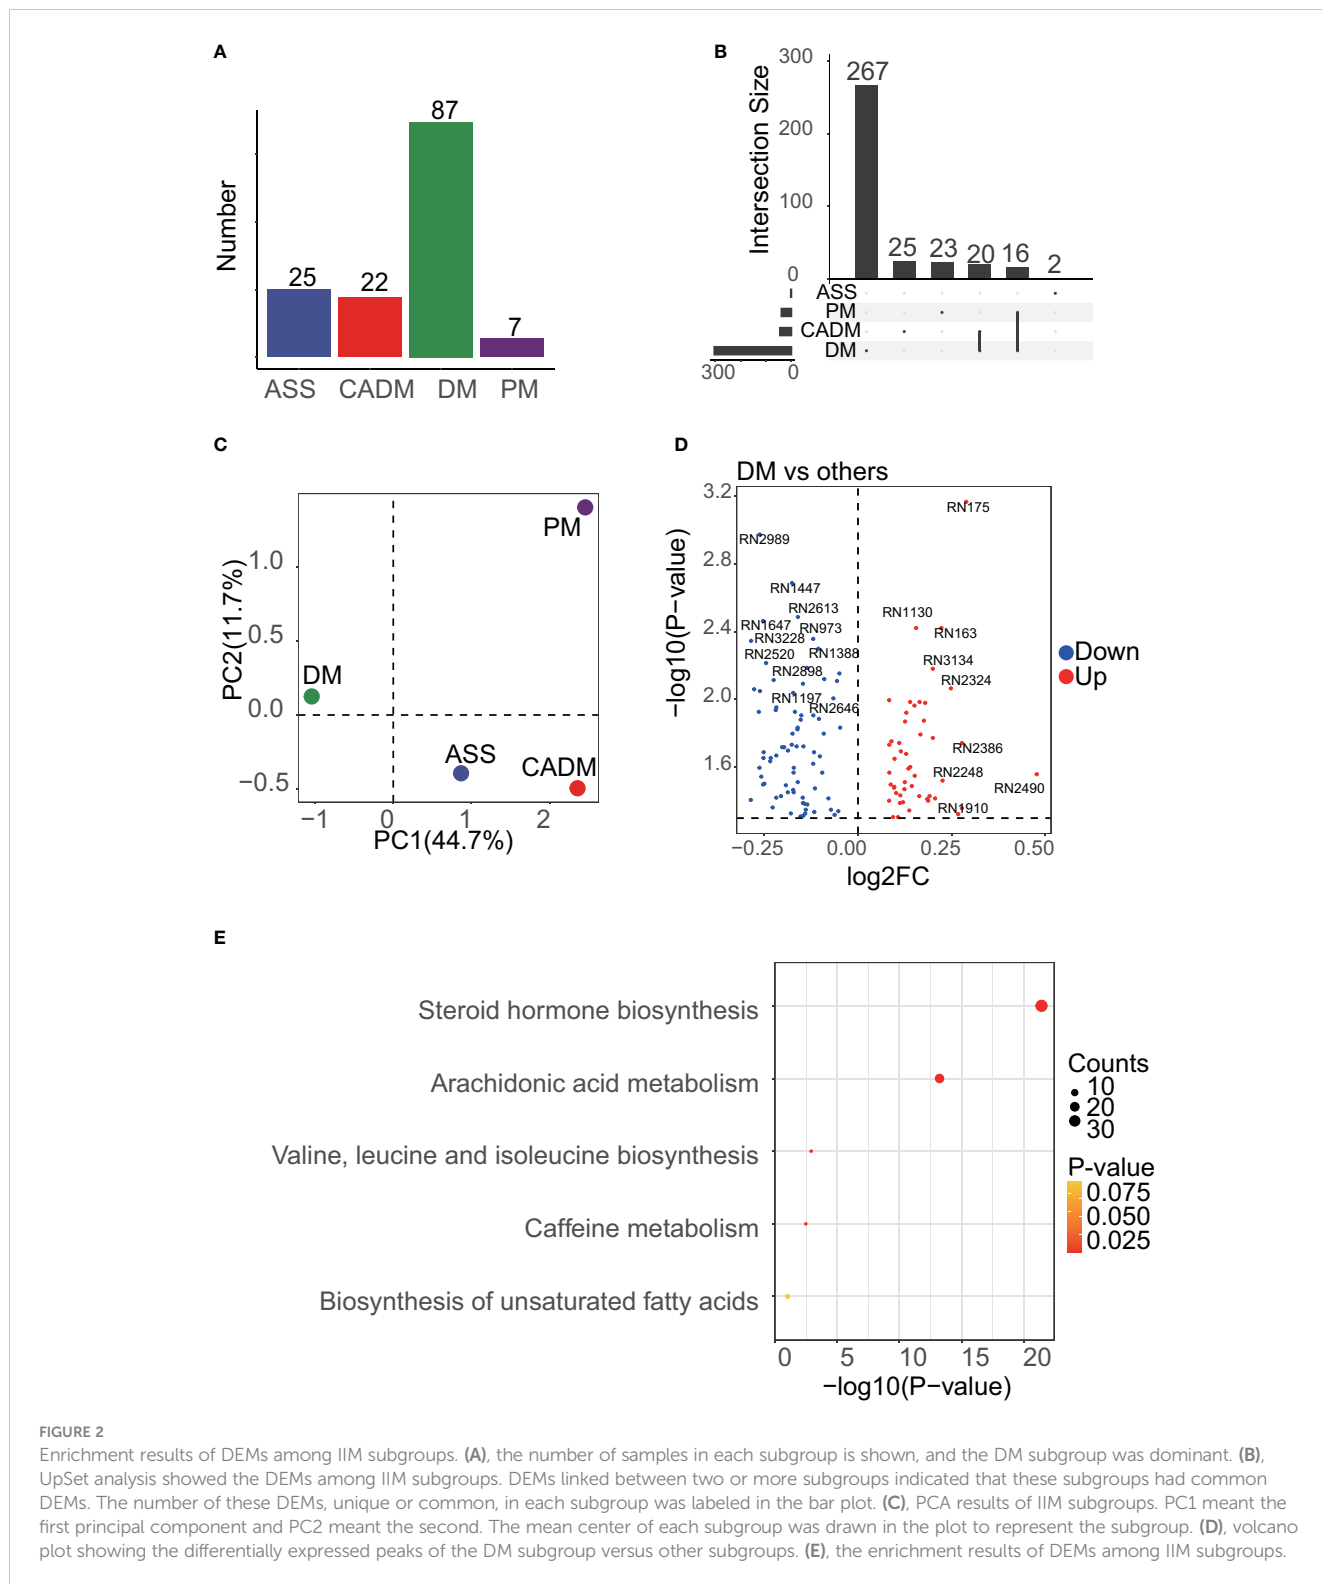 A
Number
25
22
87
7
ASS CADM DM PM
B
Intersection Size
300
200
100
0
267
25 23 20 16 2
ASS
PM
CADM
DM
300 0
C
PC2(11.7%)
1.0
0.5
0.0
−0.5
PM
DM
ASS
CADM
−1 0 1 2
PC1(44.7%)
D
DM vs others
−log10(P−value)
3.2
2.8
2.4
2.0
1.6
RN175
RN2989
RN1447
RN2613
RN1130
RN1647 RN973 RN163
RN3228
RN2520 RN1388 RN3134
RN2898 RN2324
RN1197 RN2646
RN2386
RN2248
RN2490
RN1910
−0.25 0.00 0.25 0.50
log2FC
Down
Up
E
Steroid hormone biosynthesis
Arachidonic acid metabolism
Valine, leucine and isoleucine biosynthesis
Caffeine metabolism
Biosynthesis of unsaturated fatty acids
0 5 10 15 20
−log10(P−value)
Counts
10
20
30
P-value
0.075
0.050
0.025
FIGURE 2
Enrichment results of DEMs among IIM subgroups. (A), the number of samples in each subgroup is shown, and the DM subgroup was dominant. (B),
UpSet analysis showed the DEMs among IIM subgroups. DEMs linked between two or more subgroups indicated that these subgroups had common
DEMs. The number of these DEMs, unique or common, in each subgroup was labeled in the bar plot. (C), PCA results of IIM subgroups. PC1 meant the
first principal component and PC2 meant the second. The mean center of each subgroup was drawn in the plot to represent the subgroup. (D), volcano
plot showing the differentially expressed peaks of the DM subgroup versus other subgroups. (E), the enrichment results of DEMs among IIM subgroups.